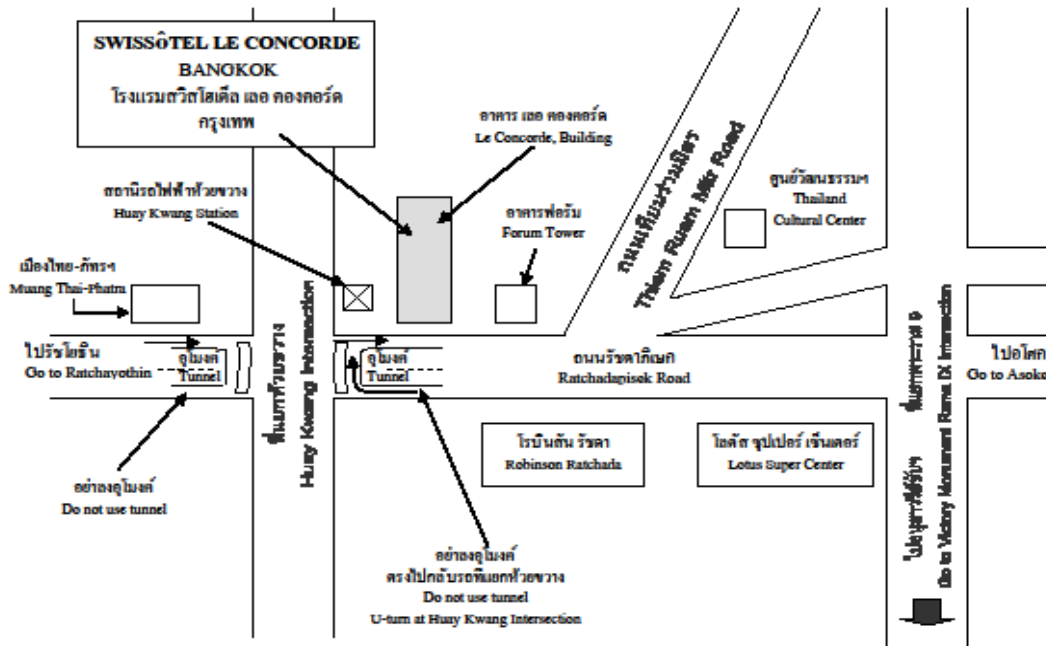 SWISSôTEL LE CONCORDE
BANGKOK
โรงแรมสวิสโฮเต็ล เลอ คองคอร์ด
กรุงเทพ
อาคาร เลอ คองคอร์ด
Le Concorde, Building
สถานีรถไฟฟ้าห้วยขวาง
Huay Kwang Station
อาคารฟอรั่ม
Forum Tower
ถนนเทียมร่วมมิตร
Thiem Ruam Mitr Road
ศูนย์วัฒนธรรมฯ
Thailand
Cultural Center
เมืองไทย-ภัทรฯ
Muang Thai-Phatra
ไปรัชโยธิน
Go to Ratchayothin
อุโมงค์
Tunnel
สี่แยกห้วยขวาง
Huay Kwang Intersection
อุโมงค์
Tunnel
ถนนรัชดาภิเษก
Ratchadapisek Road
สี่แยกพระราม 9
Rama IX Intersection
ไปอโศก
Go to Asoke
โรบินสัน รัชดา
Robinson Ratchada
โลตัส ซุปเปอร์ เซ็นเตอร์
Lotus Super Center
ไปอนุสาวรีย์ชัยฯ
Go to Victory Monument
อย่าลงอุโมงค์
Do not use tunnel
อย่าลงอุโมงค์
ตรงไปกลับรถที่แยกห้วยขวาง
Do not use tunnel
U-turn at Huay Kwang Intersection